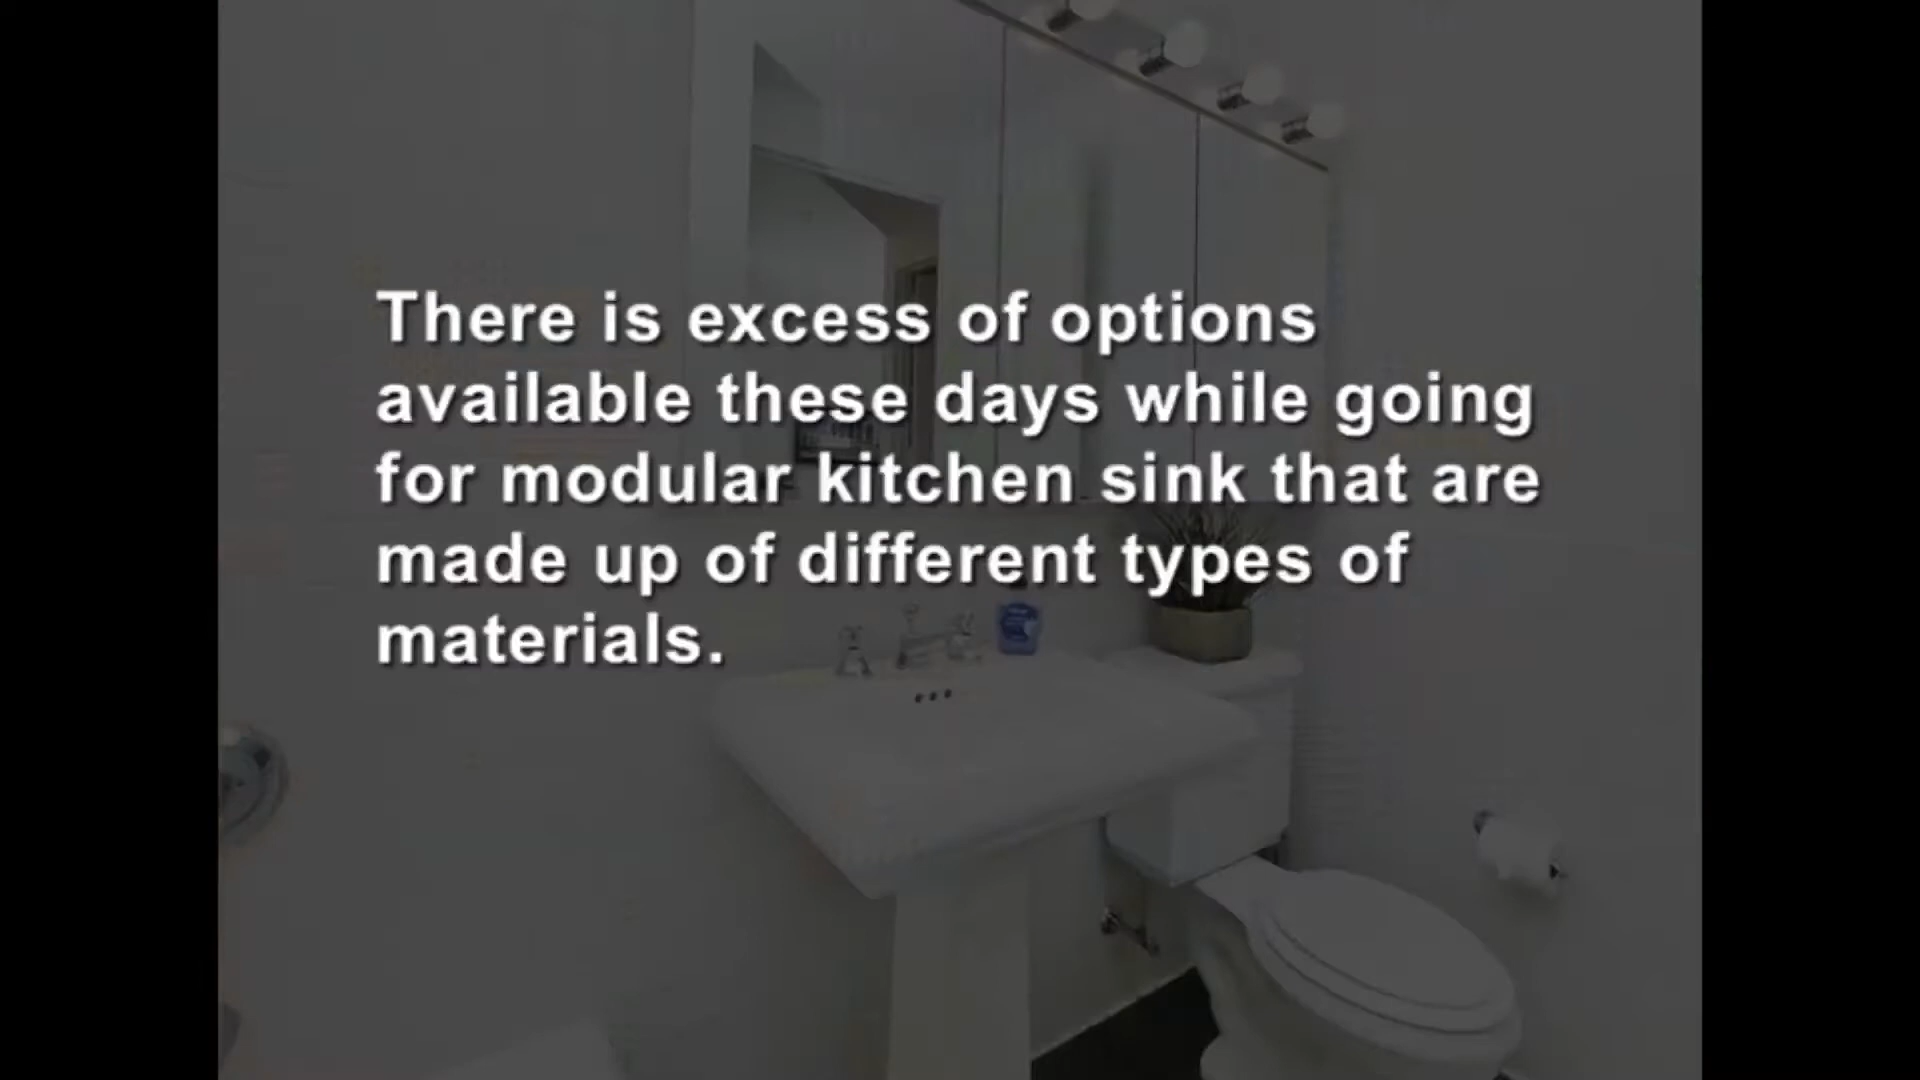 There is excess of options
available these days while going
for modular kitchen sink that are
made up of different types of
materials.